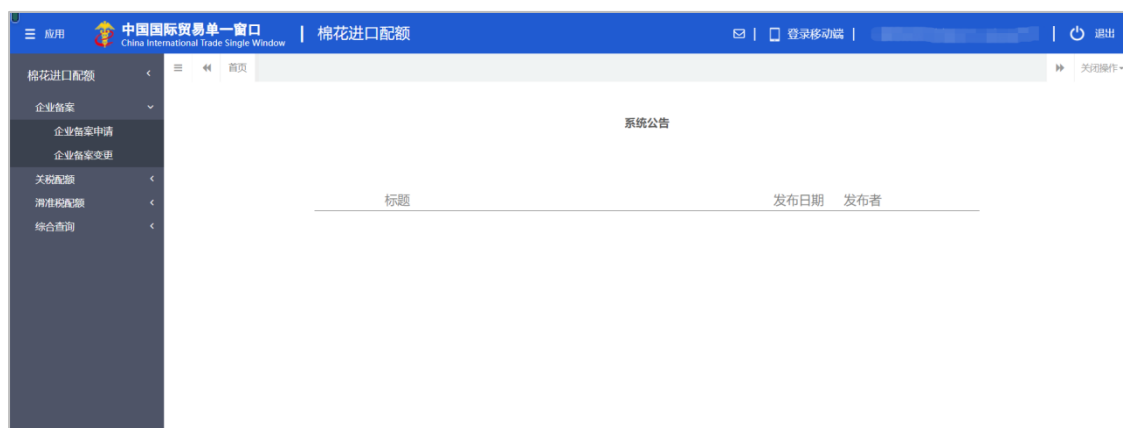 应用
中国国际贸易单一窗口
China International Trade Single Window
棉花进口配额
登录移动端
退出
棉花进口配额
首页
关闭操作
企业备案
企业备案申请
企业备案变更
关税配额
滑准税配额
综合查询
系统公告
标题 发布日期 发布者